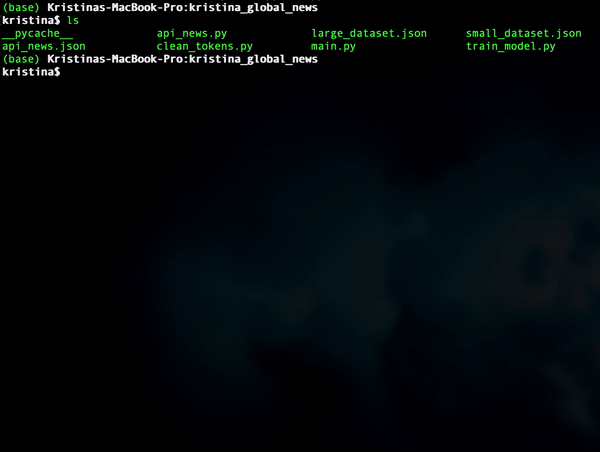 (base) Kristinas-MacBook-Pro:kristina_global_news
kristina$ ls
__pycache__ api_news.py large_dataset.json small_dataset.json
api_news.json clean_tokens.py main.py train_model.py
(base) Kristinas-MacBook-Pro:kristina_global_news
kristina$